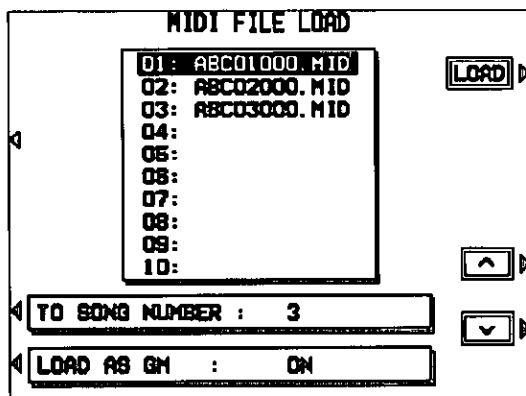 MIDI FILE LOAD
01: ABC01000.MID
02: ABC02000.MID
03: ABC03000.MID
04:
05:
06:
07:
08:
09:
10:
LOAD
TO SONG NUMBER : 3
LOAD AS GM : ON